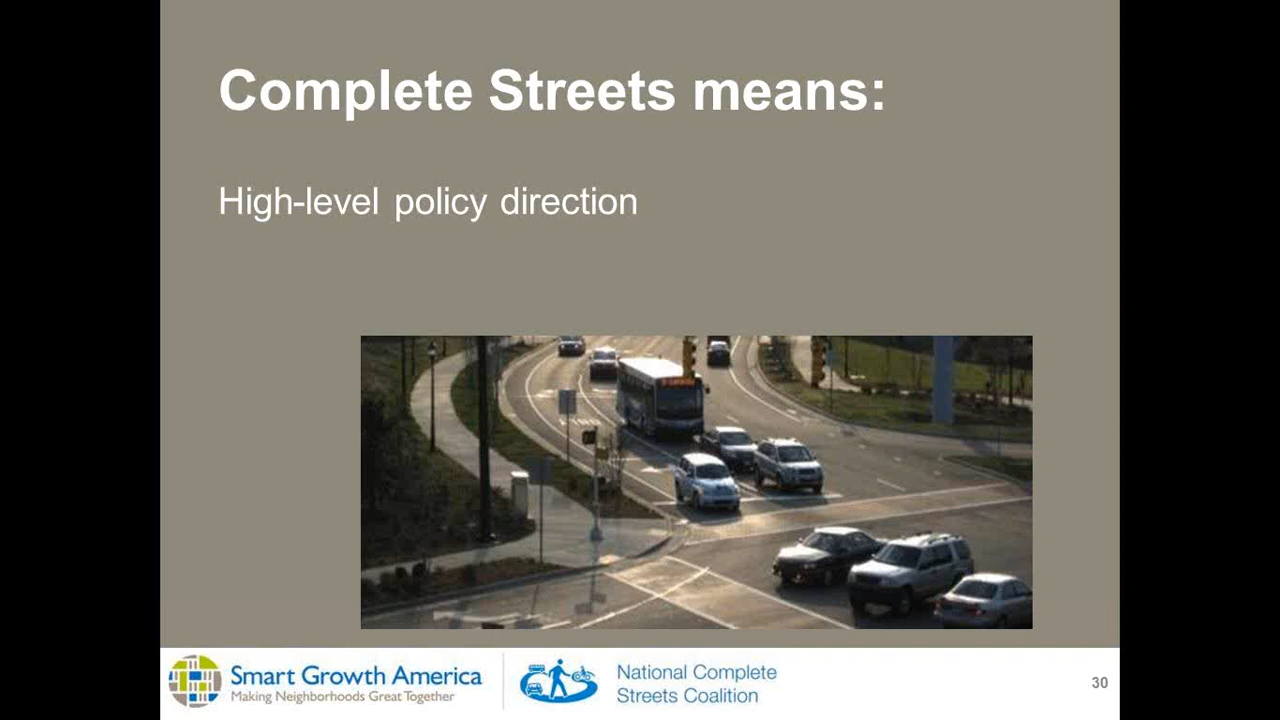 Complete Streets means:
High-level policy direction
Smart Growth America
Making Neighborhoods Great Together
National Complete
Streets Coalition
30